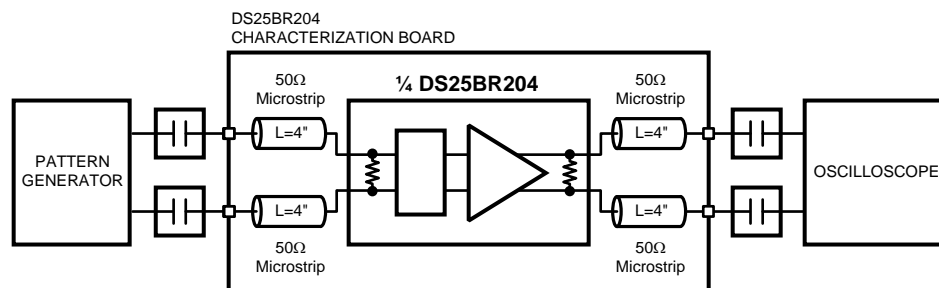 DS25BR204
CHARACTERIZATION BOARD
50Ω
Microstrip
¼ DS25BR204
50Ω
Microstrip
L=4"
L=4"
PATTERN
GENERATOR
OSCILLOSCOPE
L=4"
L=4"
50Ω
Microstrip
50Ω
Microstrip